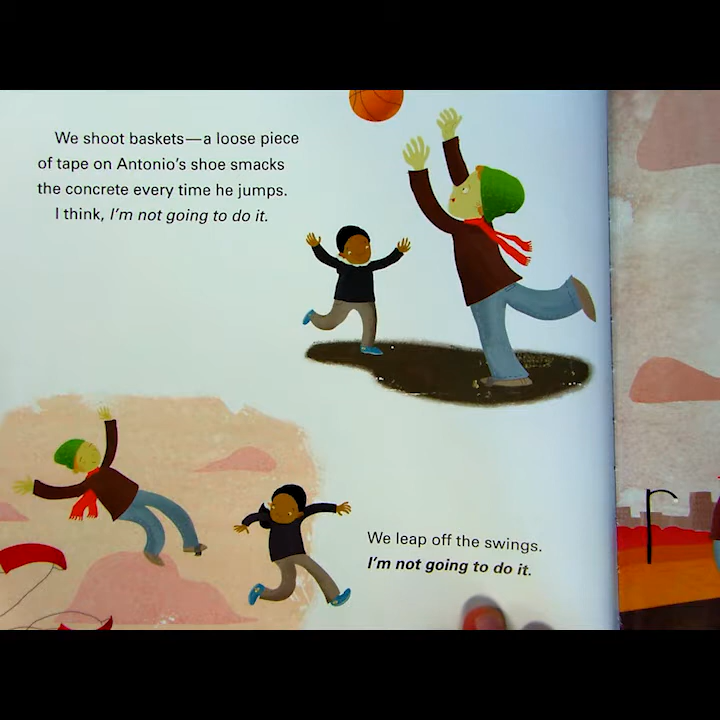 We shoot baskets—a loose piece
of tape on Antonio's shoe smacks
the concrete every time he jumps.
I think, I'm not going to do it.
We leap off the swings.
I'm not going to do it.